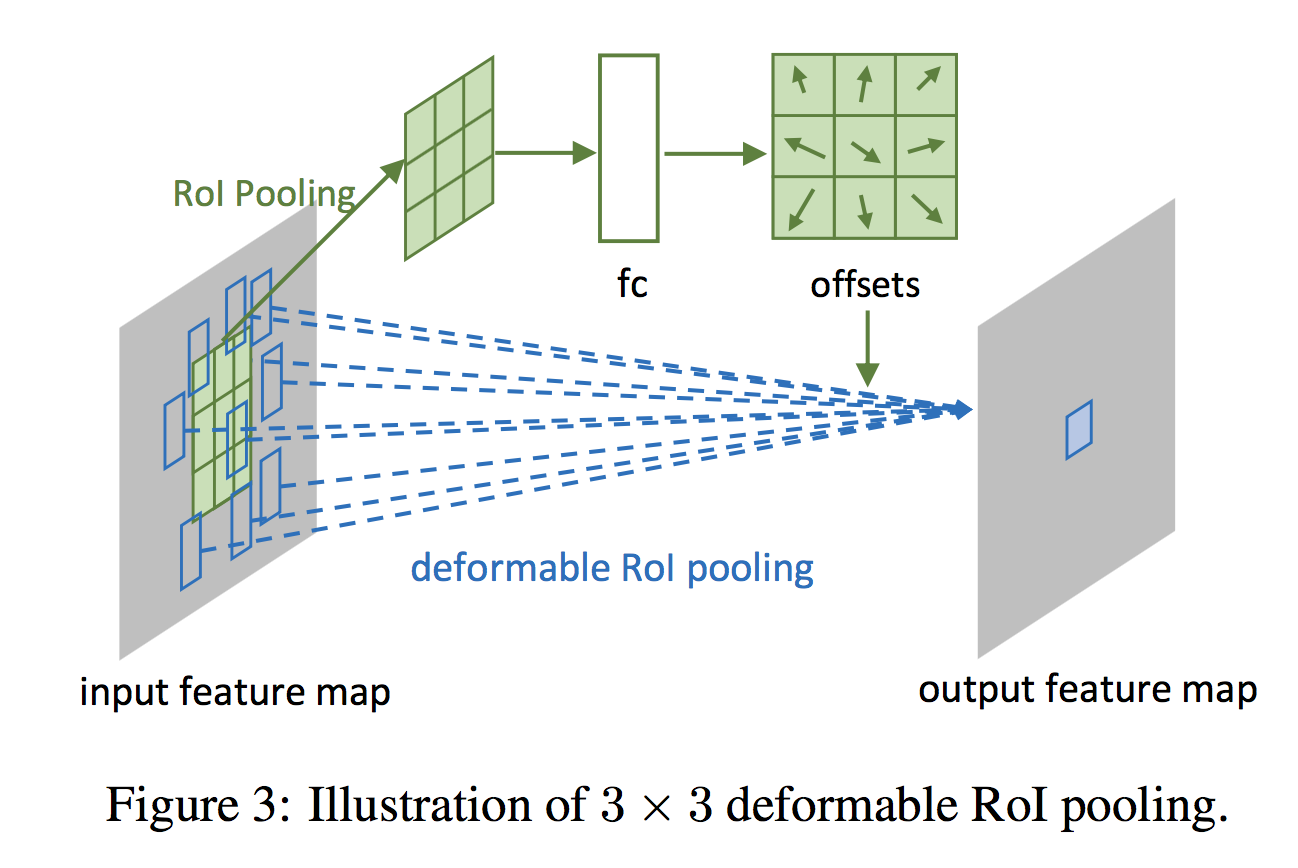 RoI Pooling
fc
offsets
deformable RoI pooling
input feature map
output feature map
Figure 3: Illustration of 3 × 3 deformable RoI pooling.